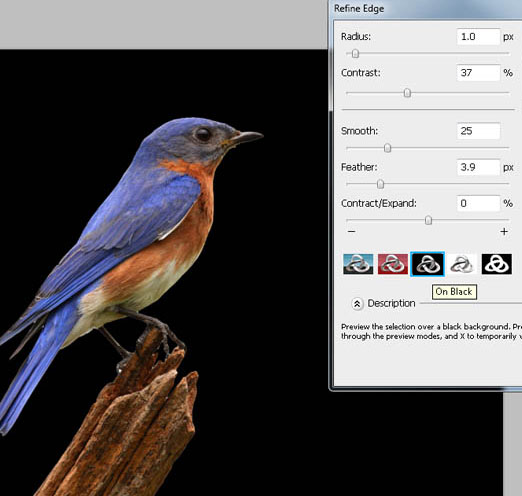 Refine Edge
Radius: 1.0 px
Contrast: 37 %
Smooth: 25
Feather: 3.9 px
Contract/Expand: 0 %
− +
On Black
Description
Preview the selection over a black background.
through the preview modes, and X to temporarily